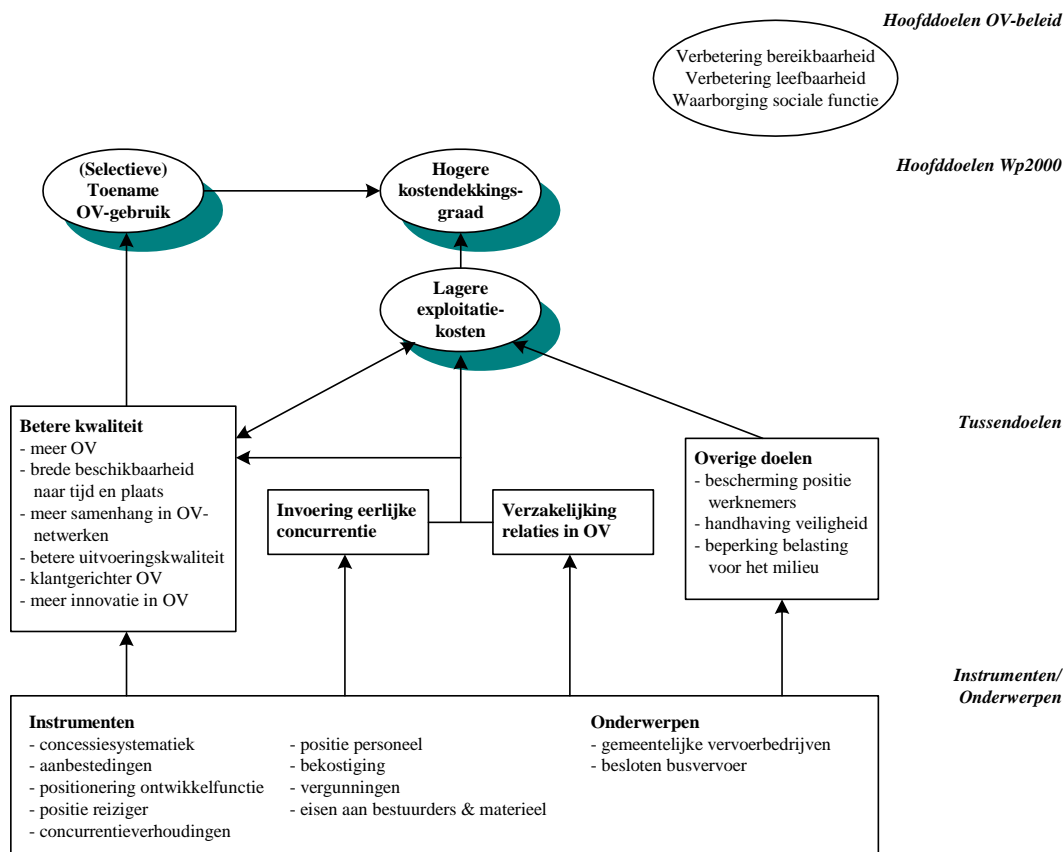 Hoofddoelen OV-beleid
Verbetering bereikbaarheid
Verbetering leefbaarheid
Waarborging sociale functie
Hoofddoelen Wp2000
(Selectieve)
Toename
OV-gebruik
Hogere
kostendekkings-
graad
Lagere
exploitatie-
kosten
Tussendoelen
Betere kwaliteit
- meer OV
- brede beschikbaarheid
naar tijd en plaats
- meer samenhang in OV-
netwerken
- betere uitvoeringskwaliteit
- klantgerichter OV
- meer innovatie in OV
Invoering eerlijke
concurrentie
Verzakelijking
relaties in OV
Overige doelen
- bescherming positie
werknemers
- handhaving veiligheid
- beperking belasting
voor het milieu
Instrumenten/
Onderwerpen
Instrumenten
- concessiesystematiek
- aanbestedingen
- positionering ontwikkelfunctie
- positie reiziger
- concurrentieverhoudingen
- positie personeel
- bekostiging
- vergunningen
- eisen aan bestuurders & materieel
Onderwerpen
- gemeentelijke vervoerbedrijven
- besloten busvervoer